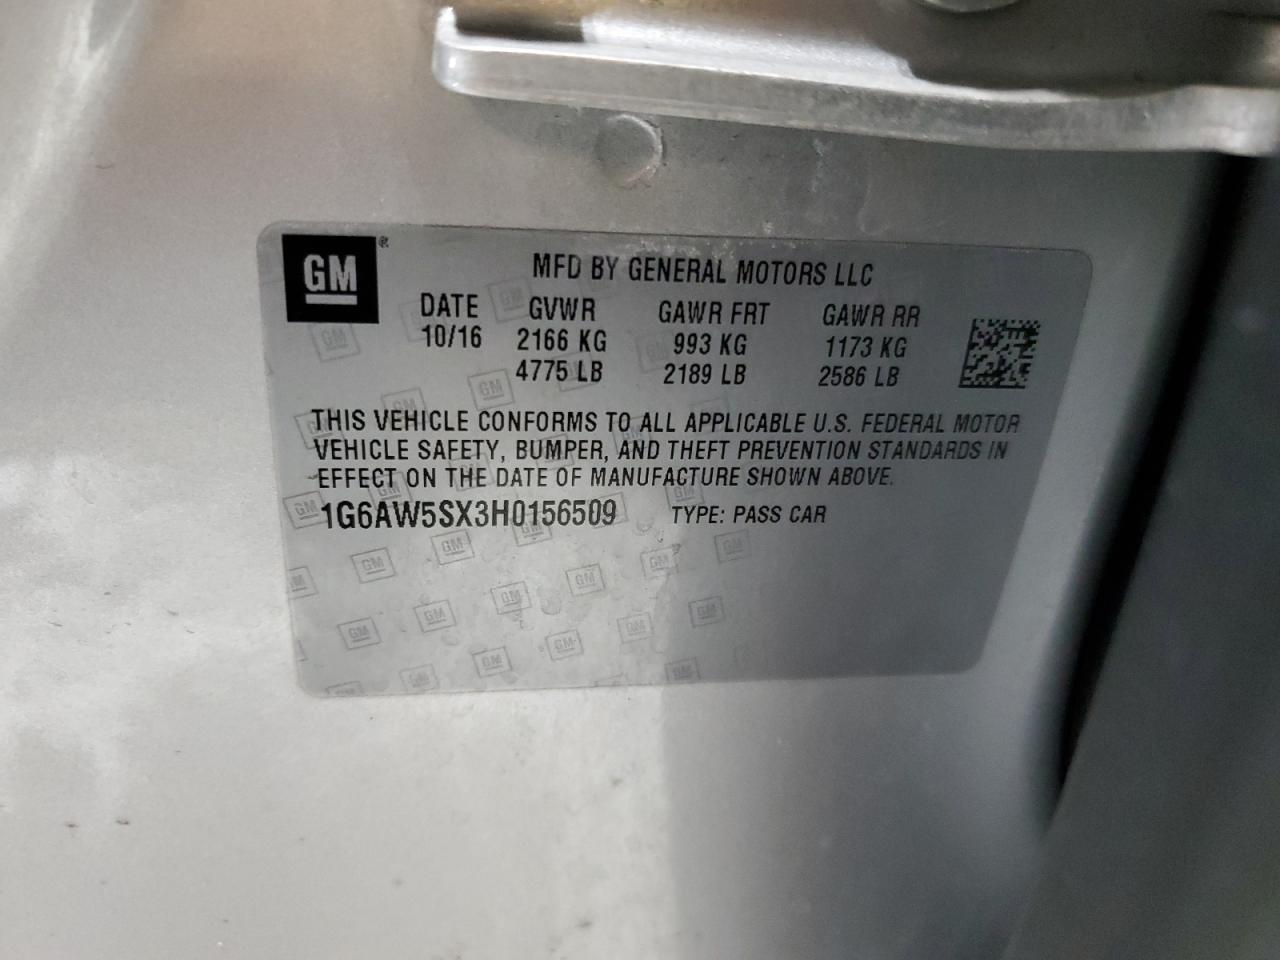 GM ®
MFD BY GENERAL MOTORS LLC
DATE GVWR GAWR FRT GAWR RR
10/16 2166 KG 993 KG 1173 KG
4775 LB 2189 LB 2586 LB
THIS VEHICLE CONFORMS TO ALL APPLICABLE U.S. FEDERAL MOTOR
VEHICLE SAFETY, BUMPER, AND THEFT PREVENTION STANDARDS IN
EFFECT ON THE DATE OF MANUFACTURE SHOWN ABOVE.
1G6AW5SX3H0156509 TYPE: PASS CAR